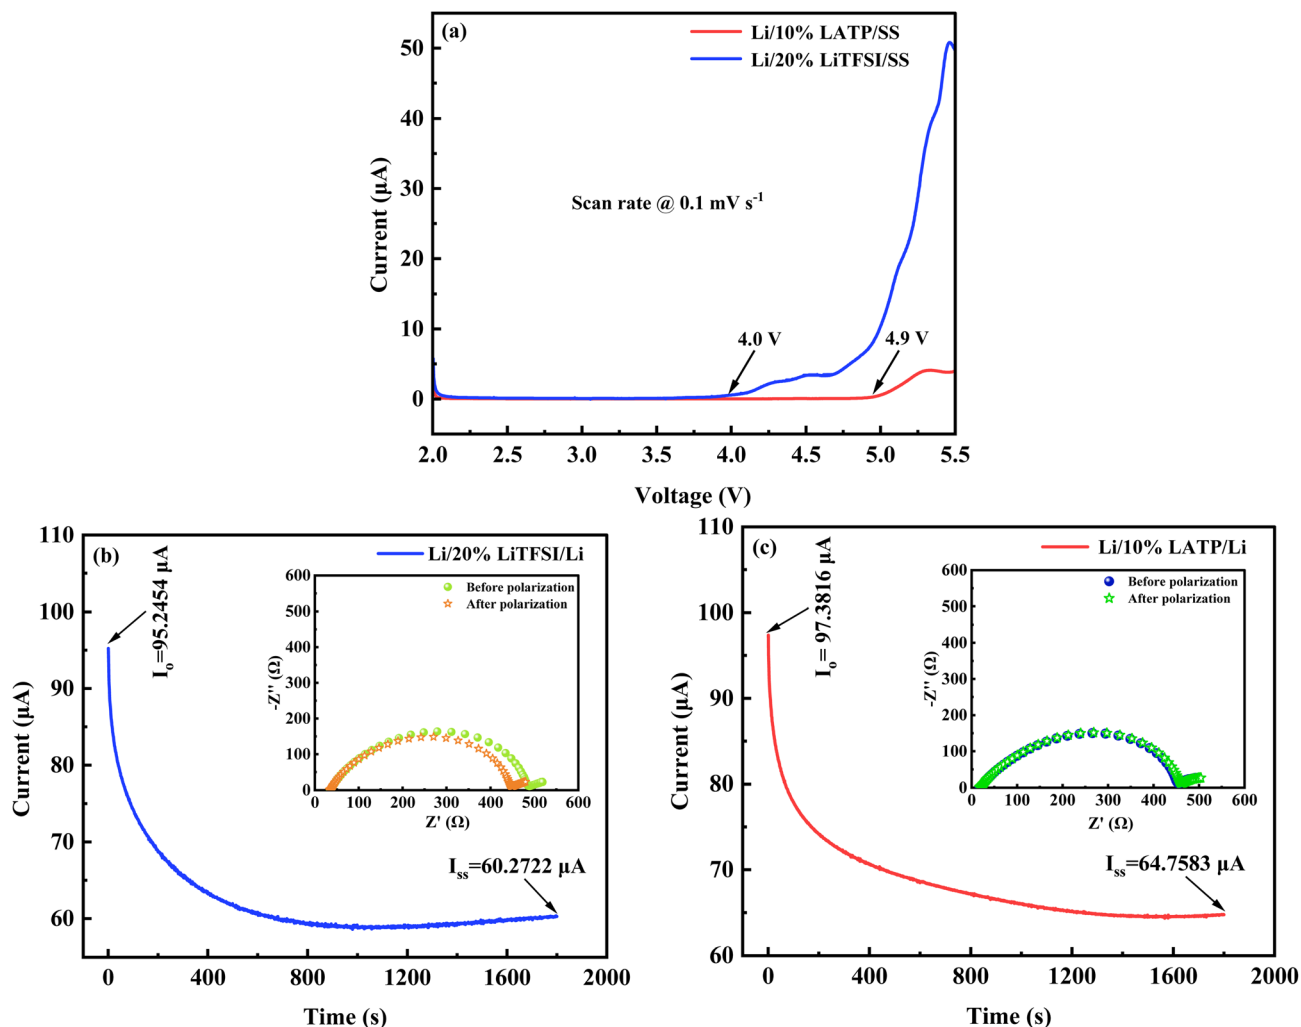 (a)
Li/10% LATP/SS
Li/20% LiTFSI/SS
Scan rate @ 0.1 mV s⁻¹
4.0 V
4.9 V
50
40
30
20
10
0
Current (μA)
2.0 2.5 3.0 3.5 4.0 4.5 5.0 5.5
Voltage (V)
(b)
Li/20% LiTFSI/Li
I₀=95.2454 μA
Iss=60.2722 μA
110
100
90
80
70
60
Current (μA)
0 400 800 1200 1600 2000
Time (s)
Before polarization
After polarization
600
500
400
300
200
100
0
-Z'' (Ω)
0 100 200 300 400 500 600
Z' (Ω)
(c)
Li/10% LATP/Li
I₀= 97.3816 μA
Iss=64.7583 μA
110
100
90
80
70
60
Current (μA)
0 400 800 1200 1600 2000
Time (s)
Before polarization
After polarization
600
500
400
300
200
100
0
-Z'' (Ω)
0 100 200 300 400 500 600
Z' (Ω)